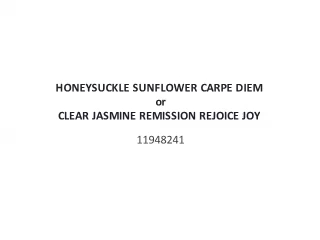 HONEYSUCKLE SUNFLOWER CARPE DIEM
or
CLEAR JASMINE REMISSION REJOICE JOY
11948241